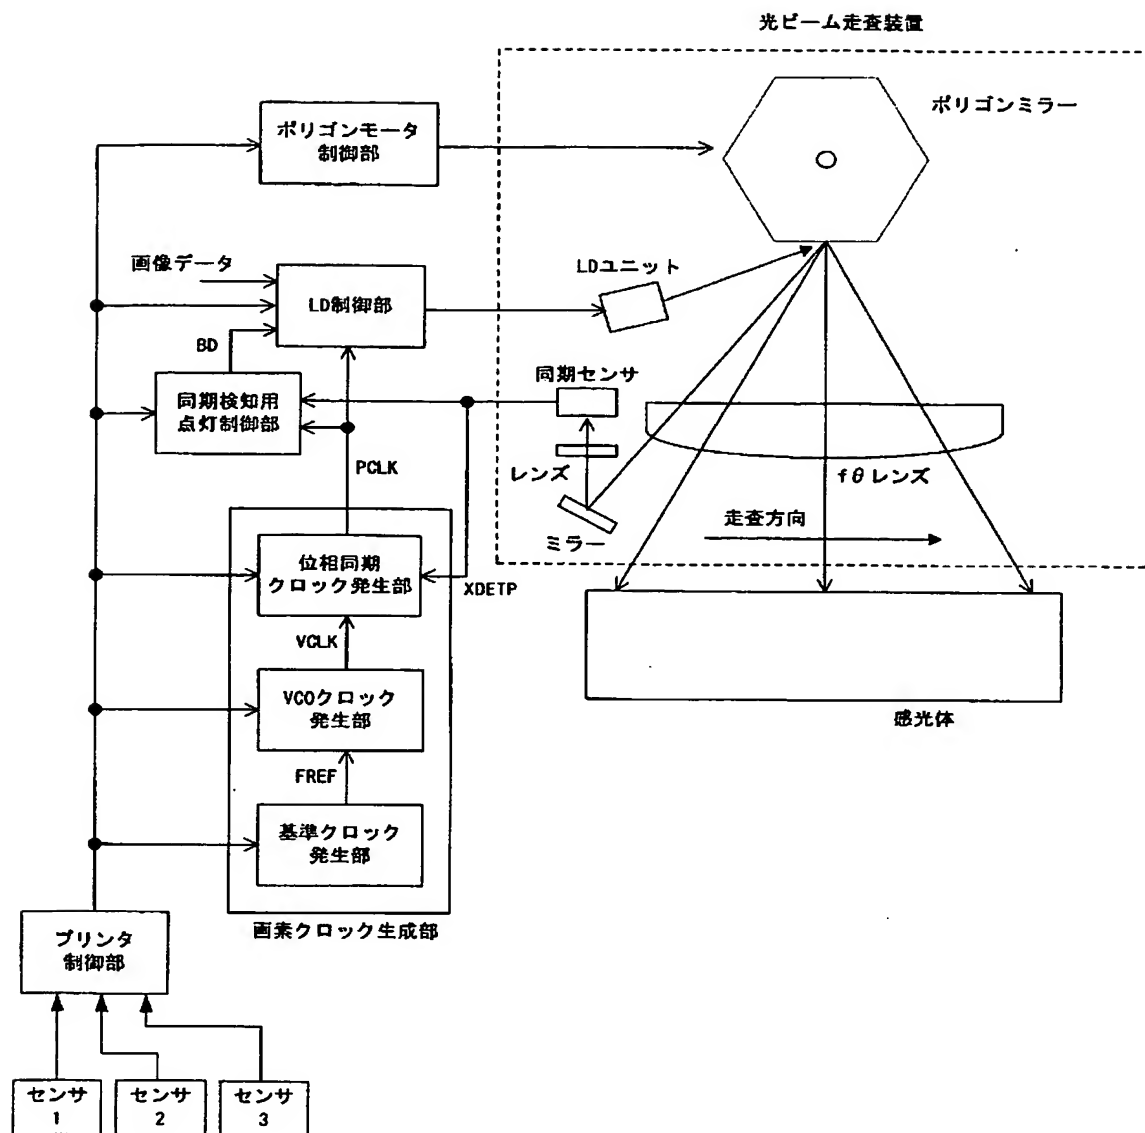 光ビーム走査装置
ポリゴンミラー
ポリゴンモータ
制御部
画像データ
LD制御部
LDユニット
BD
同期センサ
同期検知用
点灯制御部
PCLK
レンズ
fθレンズ
走査方向
ミラー
位相同期
クロック発生部
XDETP
VCLK
VCOクロック
発生部
感光体
FREF
基準クロック
発生部
画素クロック生成部
プリンタ
制御部
センサ
1
センサ
2
センサ
3